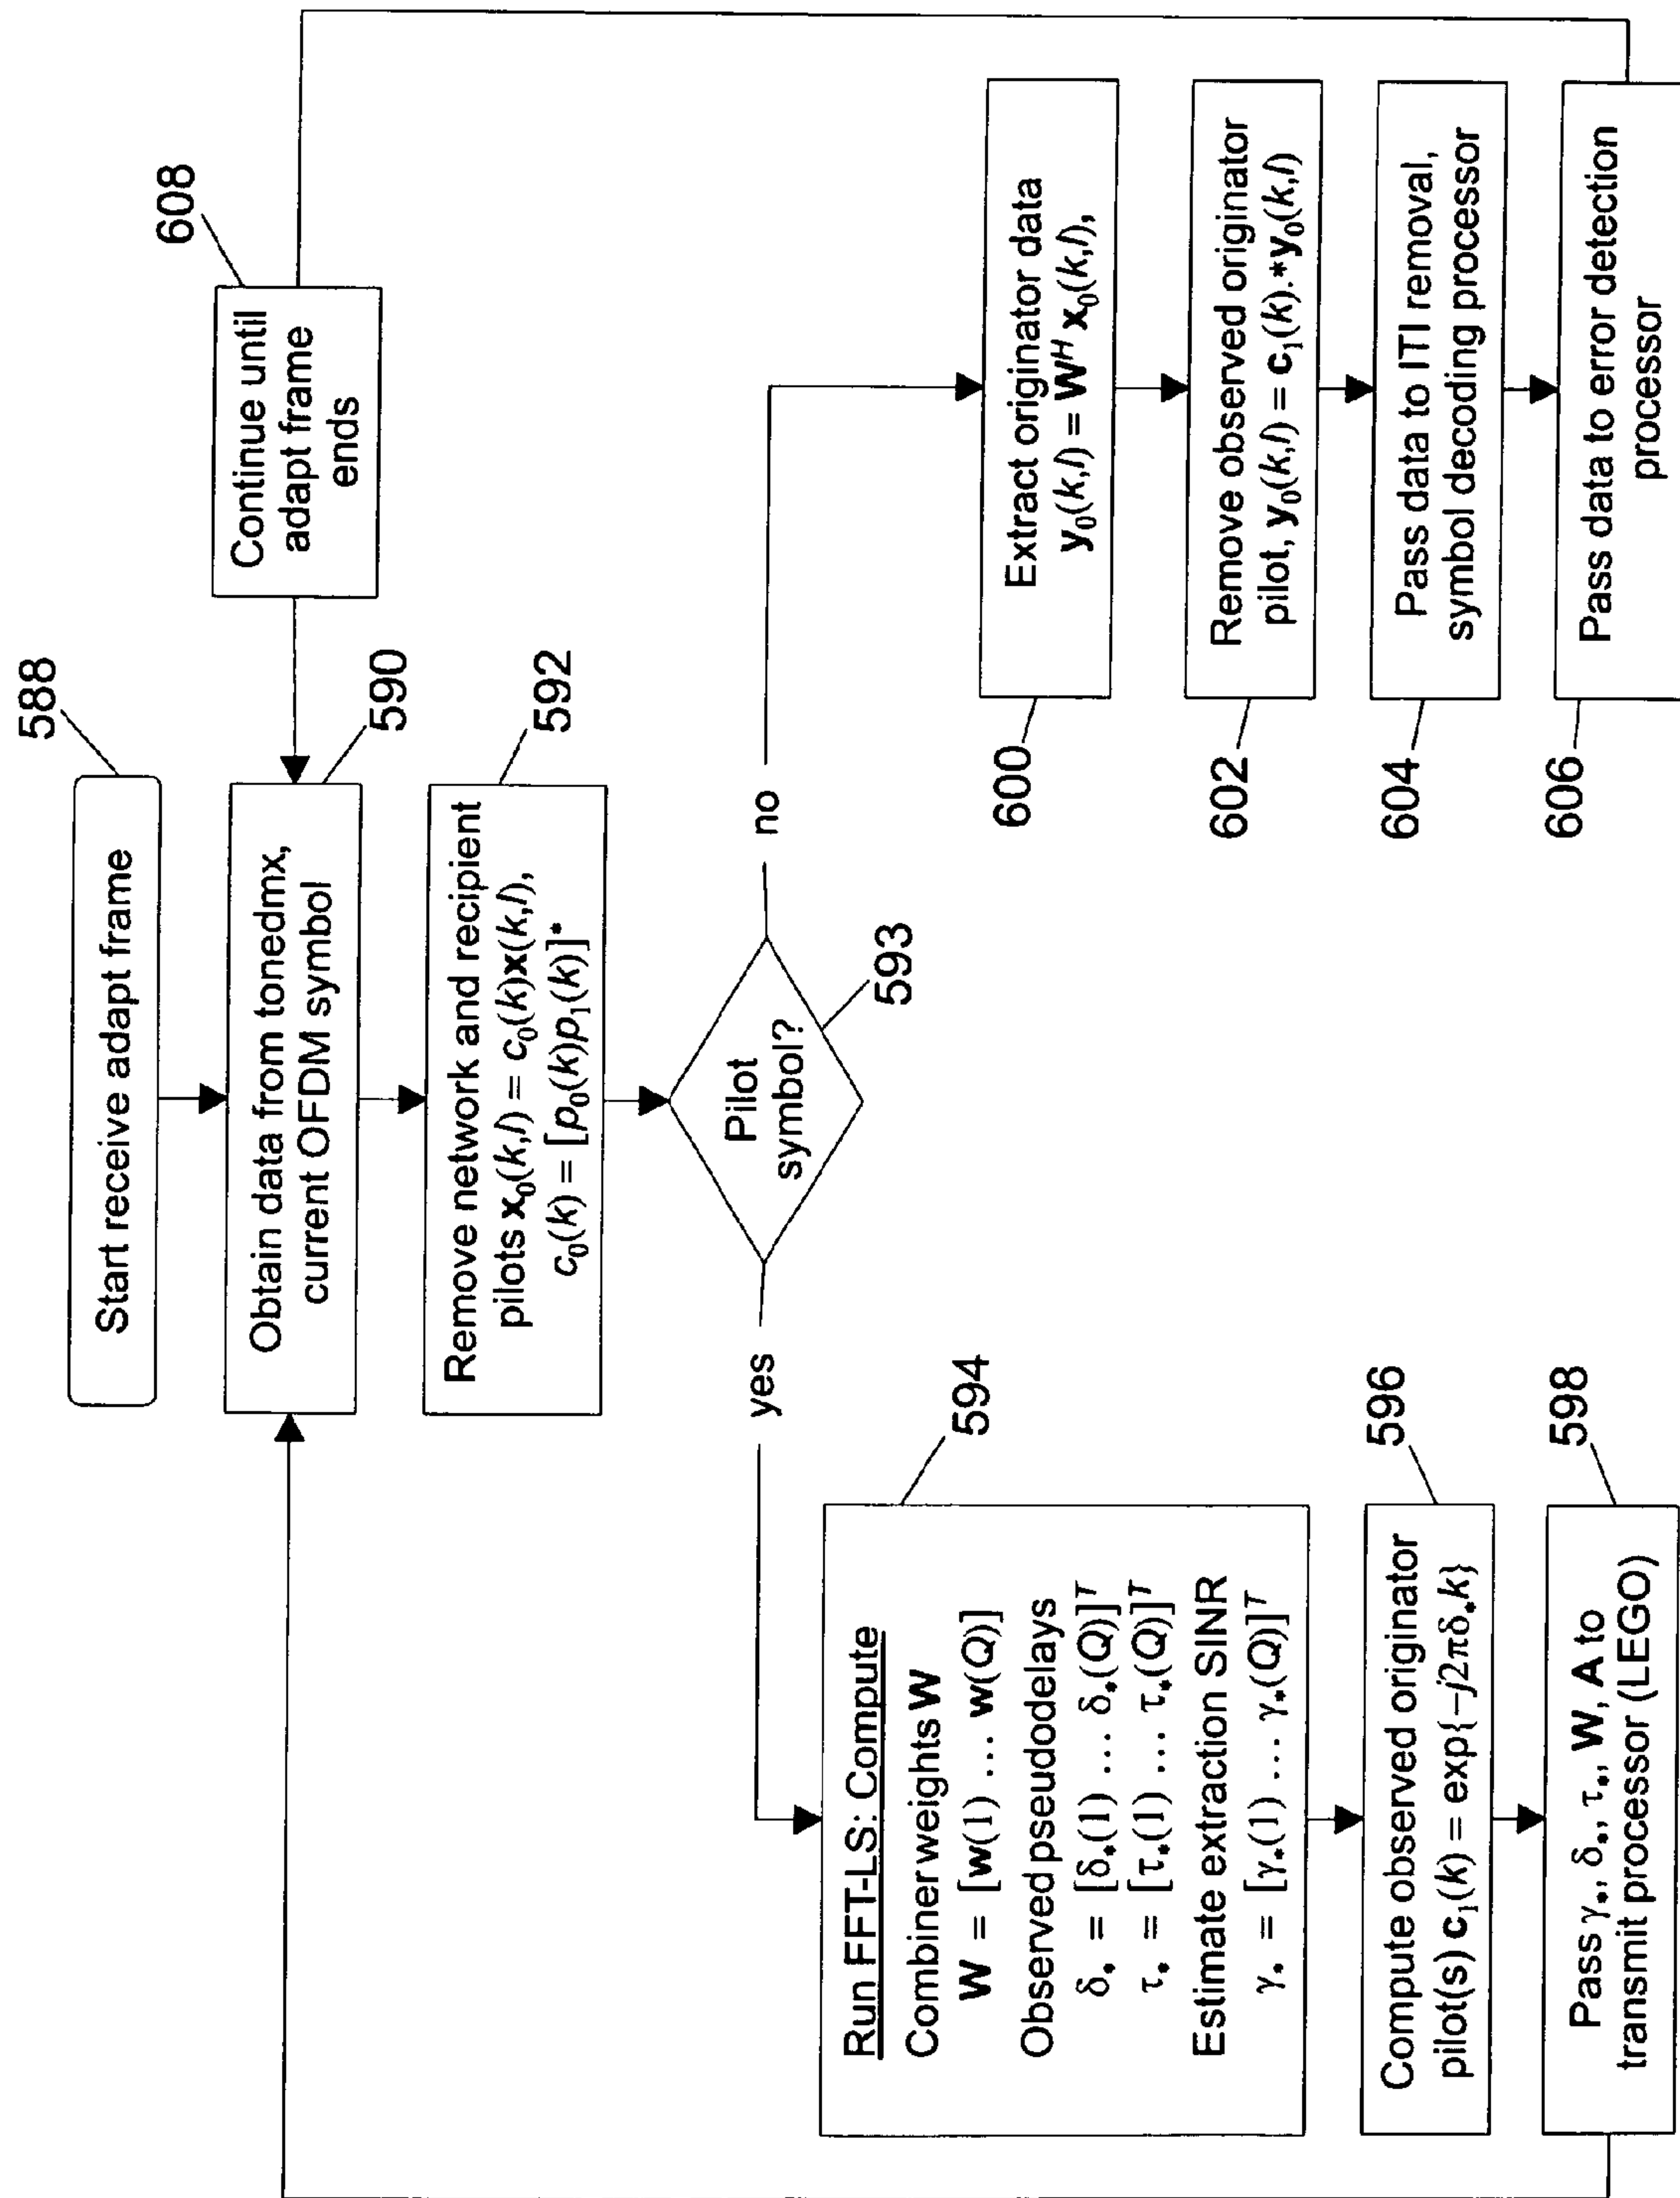 588
Start receive adapt frame
608
Continue until
adapt frame
ends
590
Obtain data from tonedmx,
current OFDM symbol
592
Remove network and recipient
pilots x₀(k,l) = c₀(k)x(k,l),
c₀(k) = [p₀(k)p₁(k)]*
593
Pilot
symbol?
yes
no
594
Run FFT-LS: Compute
Combiner weights W
W = [w(1) ... w(Q)]
Observed pseudodelays
δ* = [δ*(1) ... δ*(Q)]ᵀ
τ* = [τ*(1) ... τ*(Q)]ᵀ
Estimate extraction SINR
γ* = [γ*(1) ... γ*(Q)]ᵀ
596
Compute observed originator
pilot(s) c₁(k) = exp{−j2πδ*k}
598
Pass γ*, δ*, τ*, W, A to
transmit processor (LEGO)
600
Extract originator data
y₀(k,l) = Wᴴ x₀(k,l),
602
Remove observed originator
pilot, y₀(k,l) = c₁(k).*y₀(k,l)
604
Pass data to ITI removal,
symbol decoding processor
606
Pass data to error detection
processor